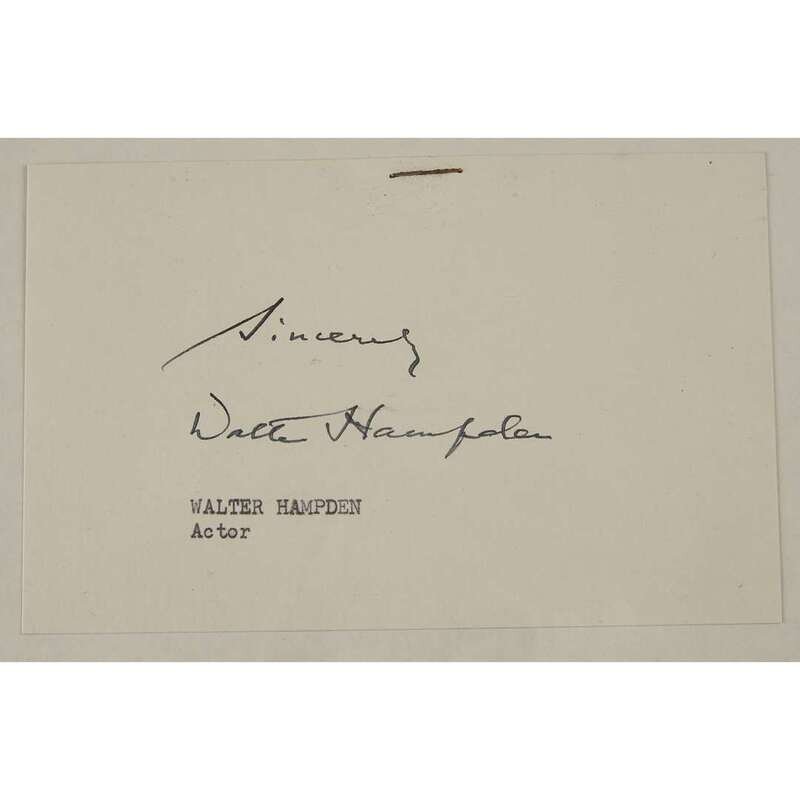 Sincerely
Walter Hampden
WALTER HAMPDEN
Actor